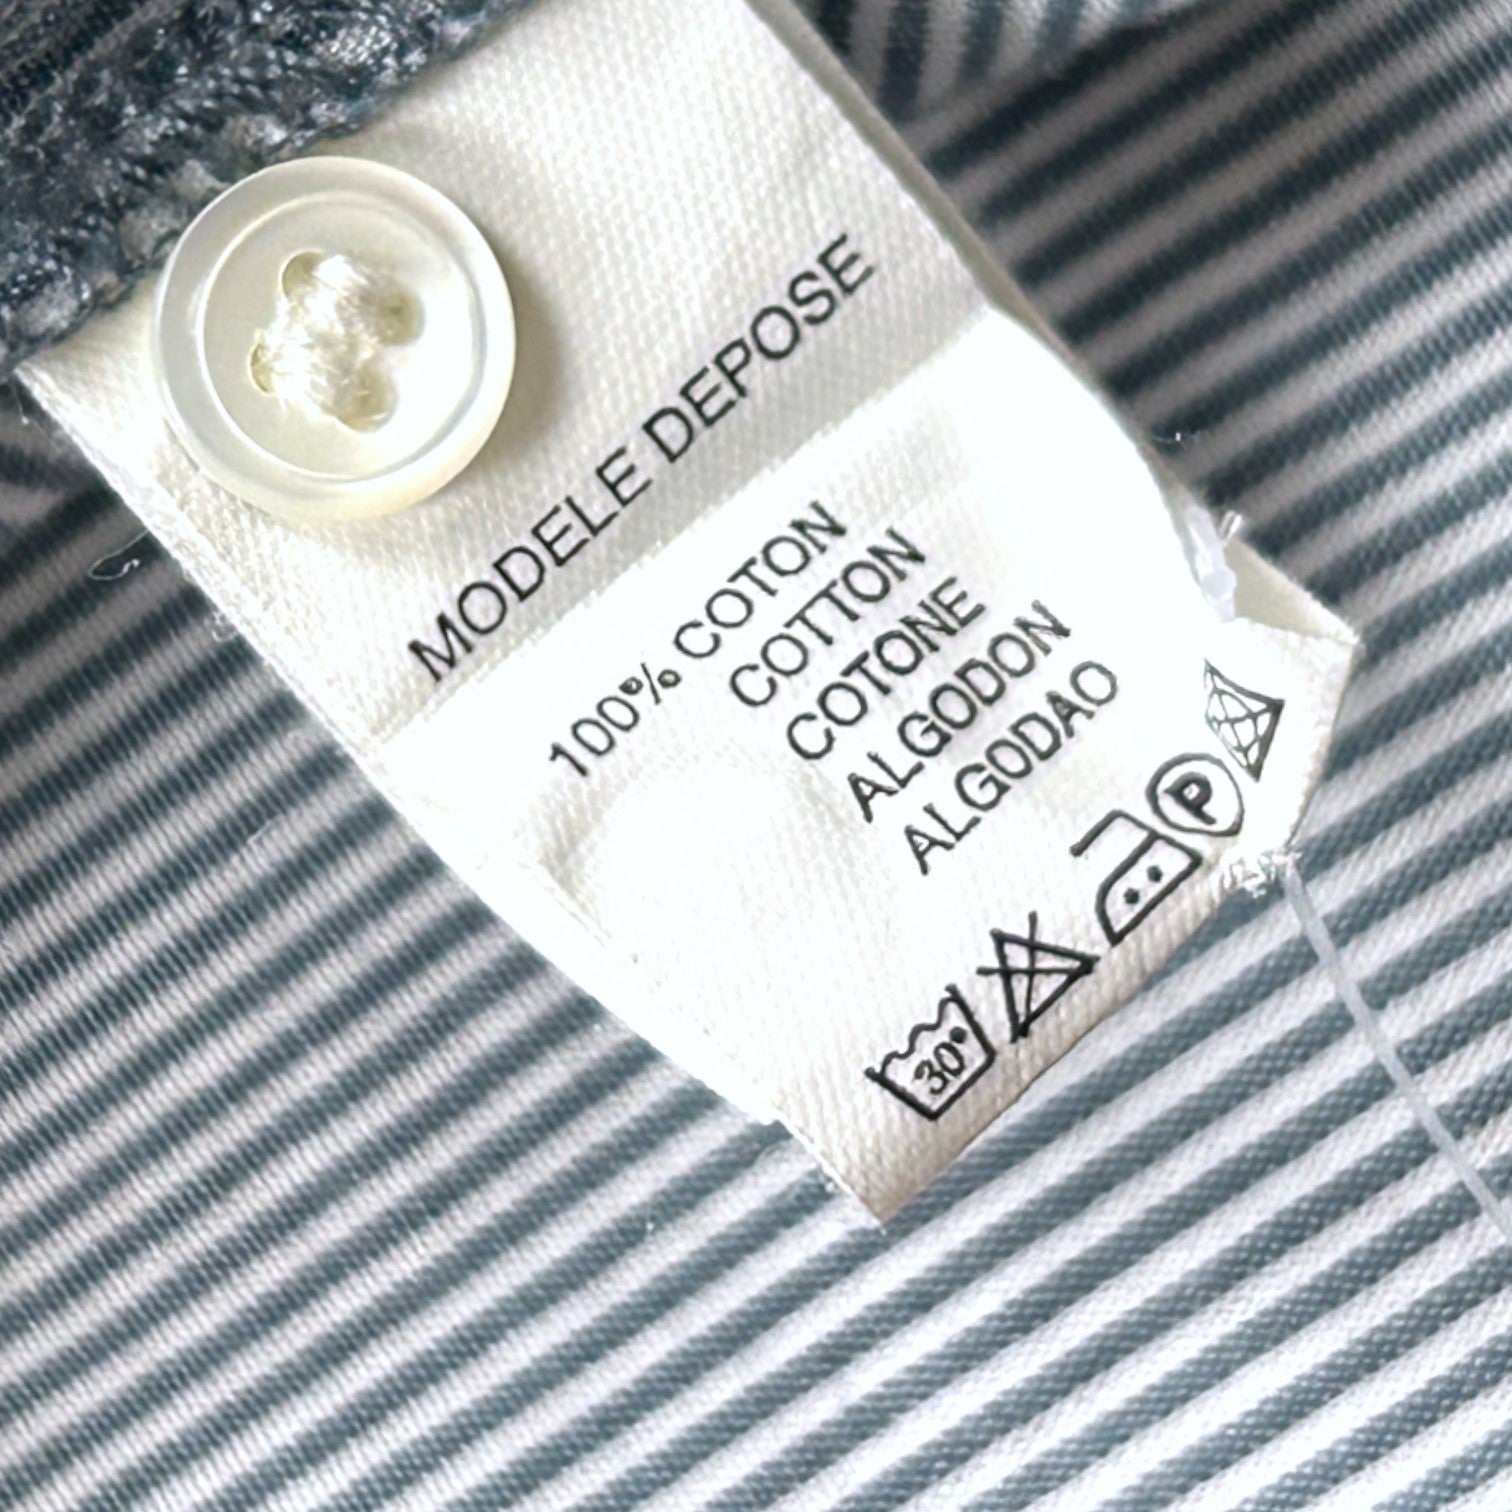 MODELE DEPOSE
100% COTON
COTTON
COTONE
ALGODON
ALGODAO
30° P